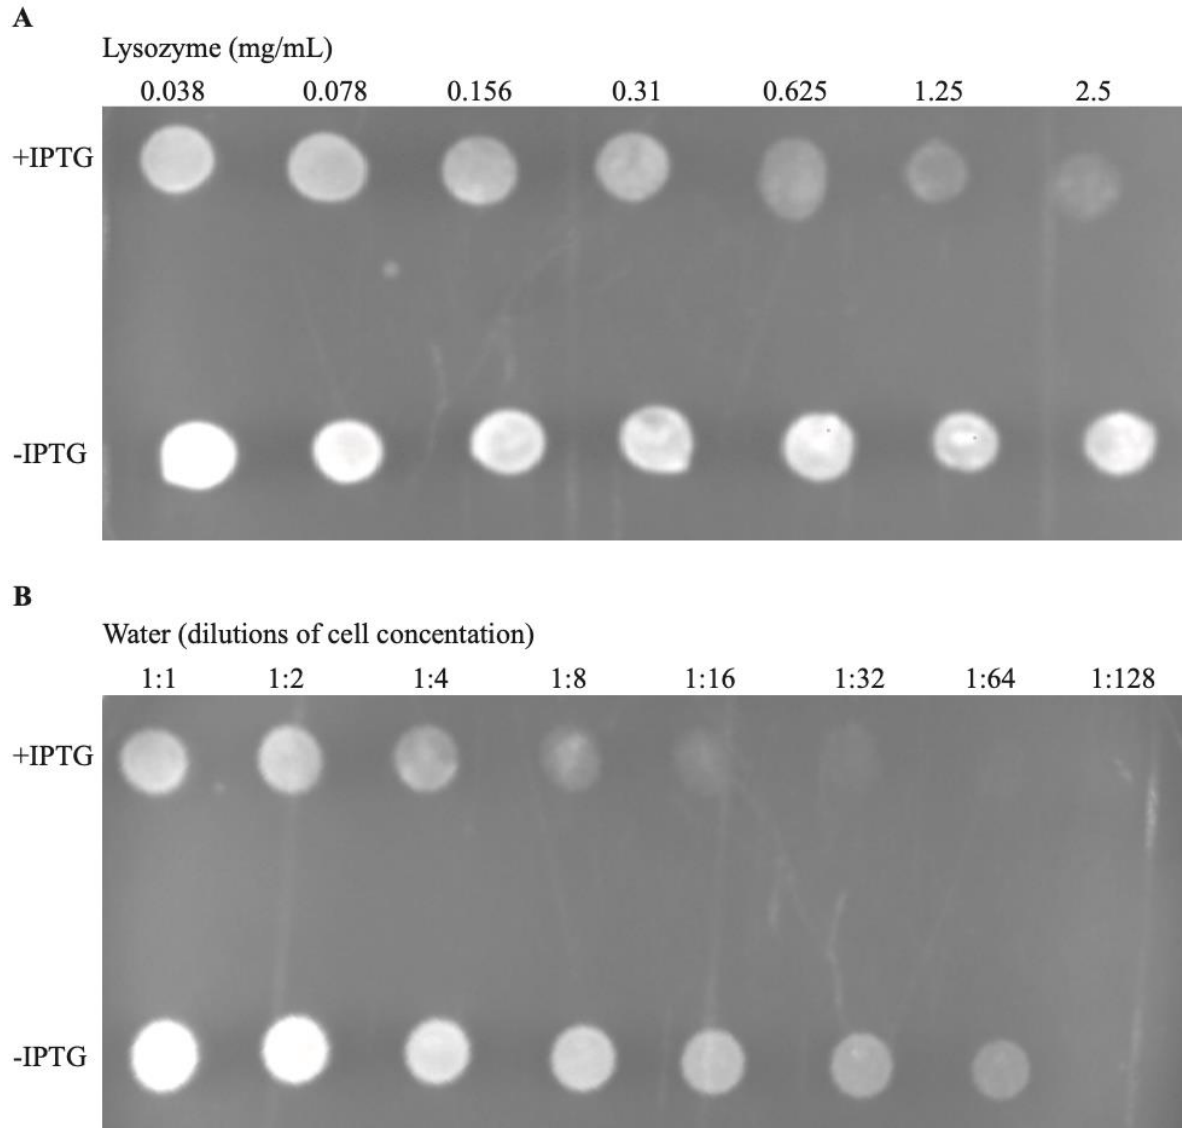 A
Lysozyme (mg/mL)
0.038 0.078 0.156 0.31 0.625 1.25 2.5
+IPTG
-IPTG
B
Water (dilutions of cell concentation)
1:1 1:2 1:4 1:8 1:16 1:32 1:64 1:128
+IPTG
-IPTG